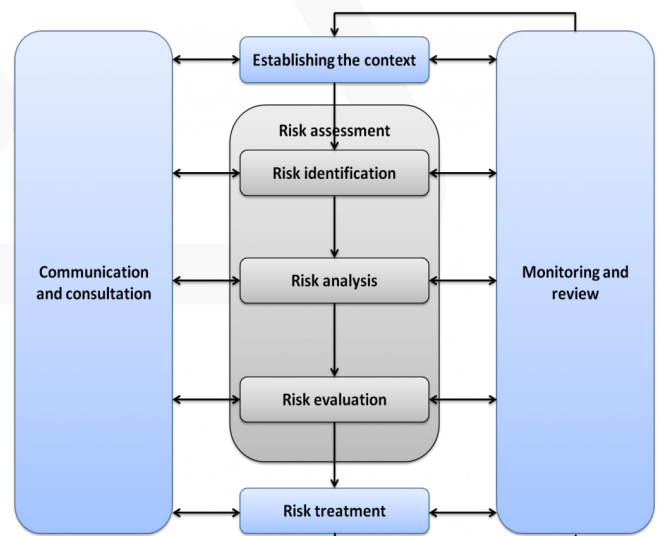 Establishing the context
Risk assessment
Risk identification
Communication
and consultation
Risk analysis
Monitoring and
review
Risk evaluation
Risk treatment